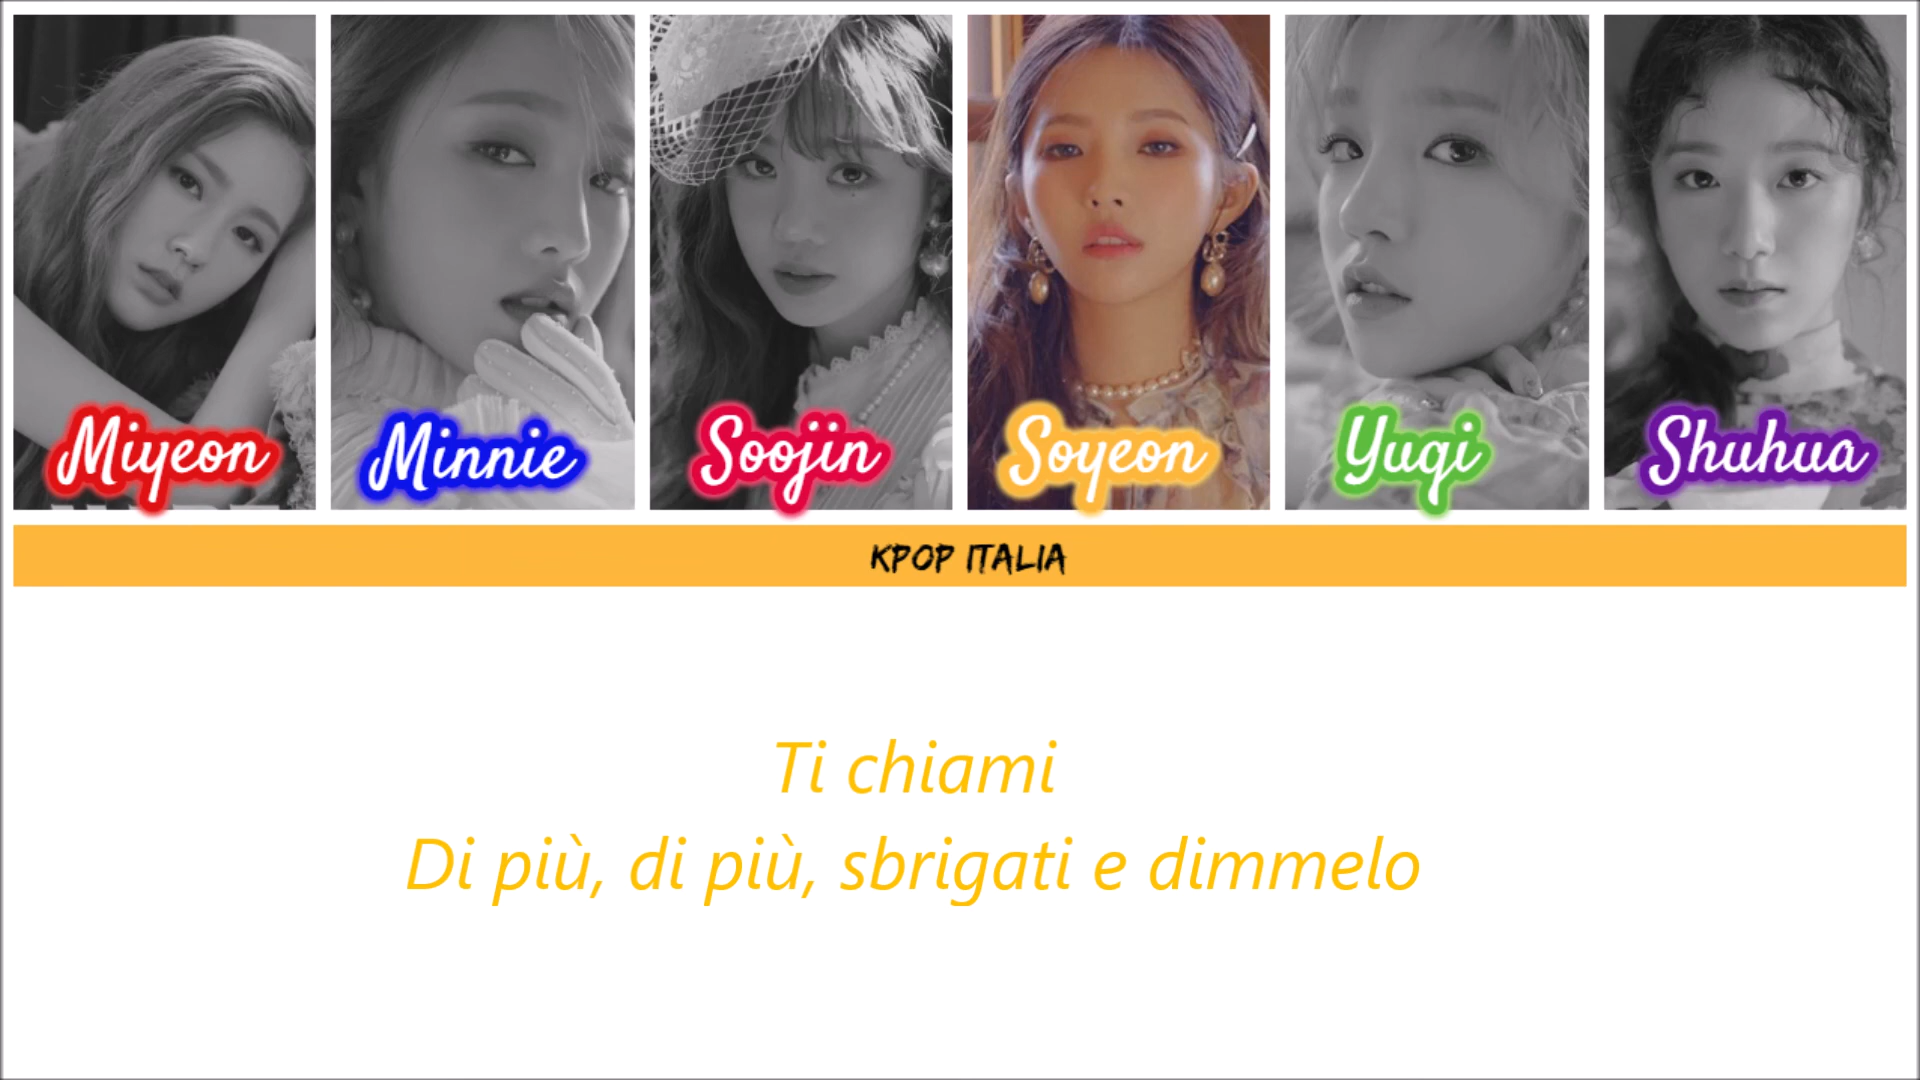 Miyeon
Minnie
Soojin
Soyeon
Yuqi
Shuhua
KPOP ITALIA
Ti chiami
Di più, di più, sbrigati e dimmelo